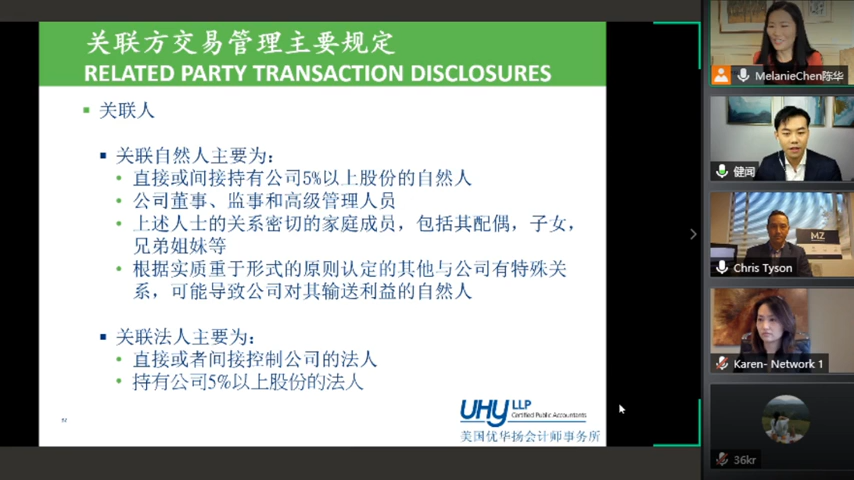 关联方交易管理主要规定
RELATED PARTY TRANSACTION DISCLOSURES
关联人
关联自然人主要为：
直接或间接持有公司5%以上股份的自然人
公司董事、监事和高级管理人员
上述人士的关系密切的家庭成员，包括其配偶，子女，
兄弟姐妹等
根据实质重于形式的原则认定的其他与公司有特殊关
系，可能导致公司对其输送利益的自然人
关联法人主要为：
直接或者间接控制公司的法人
持有公司5%以上股份的法人
UHY LLP
Certified Public Accountants
美国优华扬会计师事务所
MelanieChen陈华
健闻
MZ
Chris Tyson
Karen- Network 1
36kr